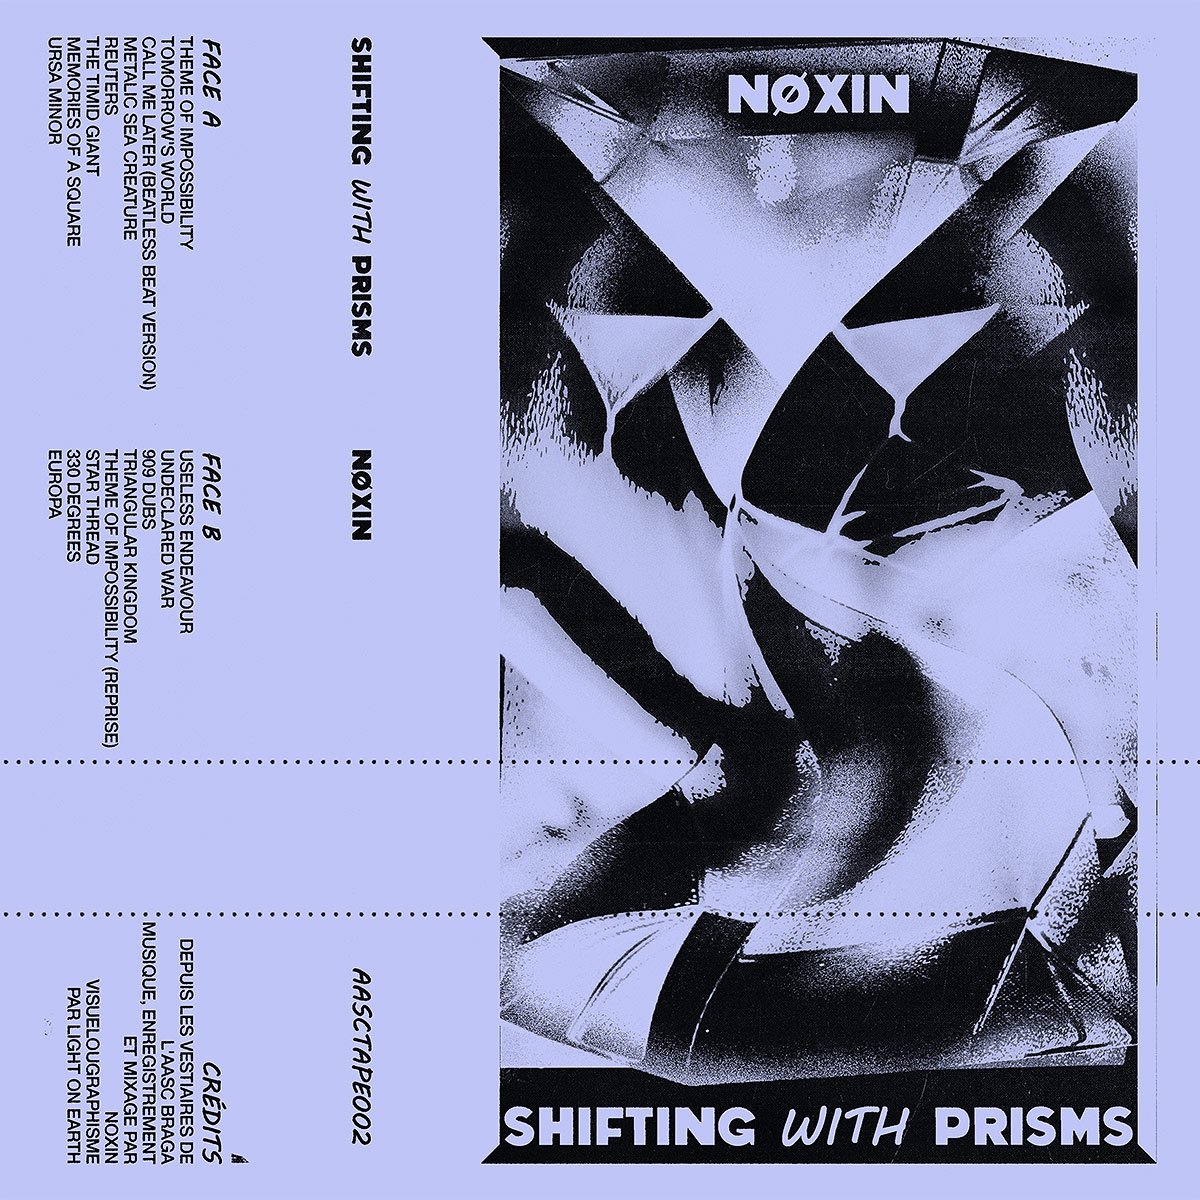 FACE A
THEME OF IMPOSSIBILITY
TOMORROW'S WORLD
CALL ME LATER (BEATLESS BEAT VERSION)
METALIC SEA CREATURE
REUTERS
THE TIMID GIANT
MEMORIES OF A SQUARE
URSA MINOR
FACE B
USELESS ENDEAVOUR
UNDECLARED WAR
909 DUBS
TRIANGULAR KINGDOM
THEME OF IMPOSSIBILITY (REPRISE)
STAR THREAD
330 DEGREES
EUROPA
CRÉDITS
DEPUIS LES VESTIAIRES DE
L'AASC BRAGA
MUSIQUE, ENREGISTREMENT
ET MIXAGE PAR
NOXIN
VISUELOUGRAPHISME
PAR LIGHT ON EARTH
SHIFTING WITH PRISMS
NØXIN
AASCTAPE002
NØXIN
SHIFTING WITH PRISMS